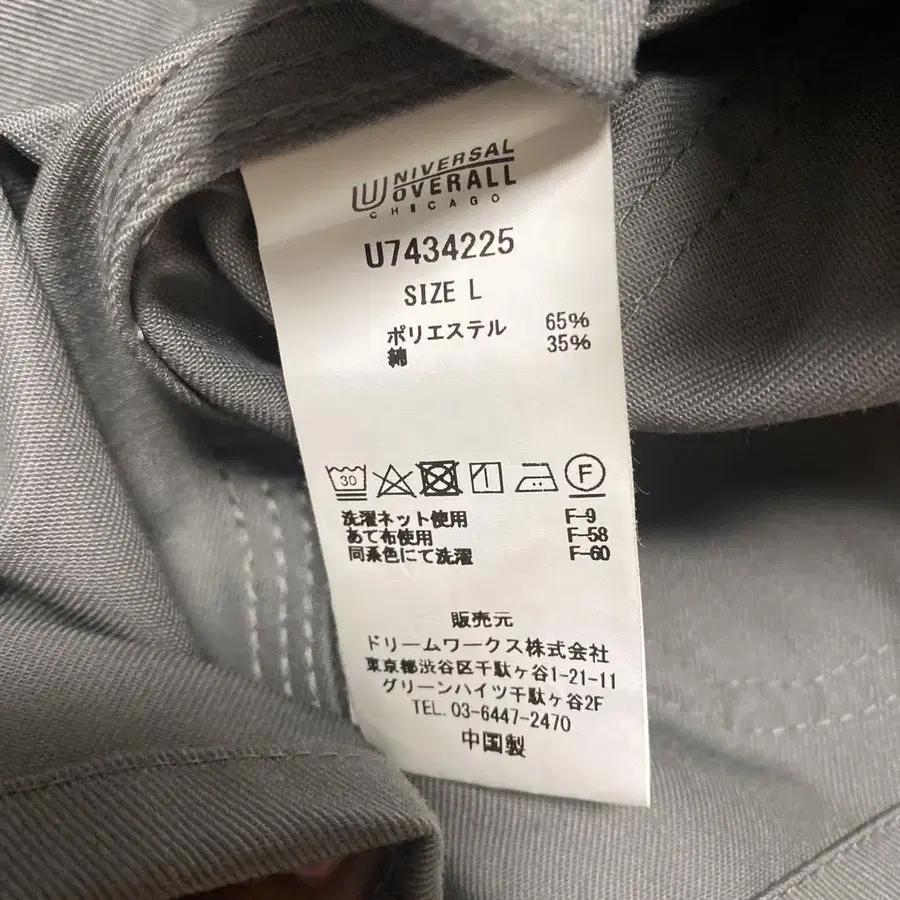 UNIVERSAL
OVERALL
CHICAGO
U7434225
SIZE L
ポリエステル 65%
綿 35%
30 F
洗濯ネット使用 F-9
あて布使用 F-58
同系色にて洗濯 F-60
販売元
ドリームワークス株式会社
東京都渋谷区千駄ヶ谷1-21-11
グリーンハイツ千駄ヶ谷2F
TEL. 03-6447-2470
中国製